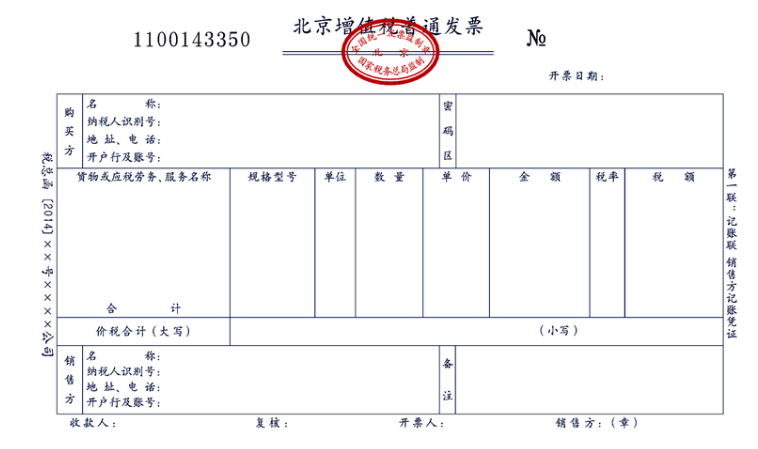 1100143350
北京增值税普通发票
№
全国统一发票监制章
北京
国家税务总局监制
开票日期:
购买方
名 称:
纳税人识别号:
地 址、电 话:
开户行及账号:
密码区
货物或应税劳务、服务名称 规格型号 单位 数 量 单 价 金 额 税率 税 额
合 计
价税合计(大写) (小写)
销售方
名 称:
纳税人识别号:
地 址、电 话:
开户行及账号:
备注
收款人: 复核: 开票人: 销售方:(章)
税总函〔2014〕××号××××公司
第一联:记账联 销售方记账凭证